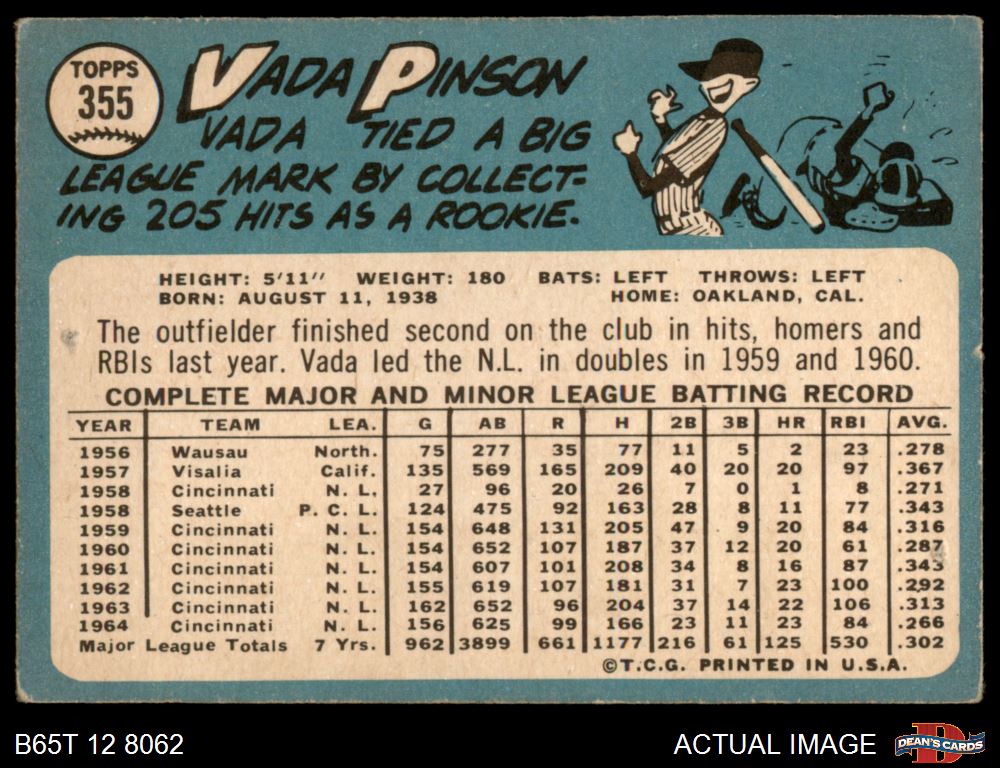 TOPPS
355
VADA PINSON
VADA TIED A BIG
LEAGUE MARK BY COLLECT-
ING 205 HITS AS A ROOKIE.
HEIGHT: 5'11" WEIGHT: 180 BATS: LEFT THROWS: LEFT
BORN: AUGUST 11, 1938 HOME: OAKLAND, CAL.
The outfielder finished second on the club in hits, homers and
RBIs last year. Vada led the N.L. in doubles in 1959 and 1960.
COMPLETE MAJOR AND MINOR LEAGUE BATTING RECORD
YEAR TEAM LEA. G AB R H 2B 3B HR RBI AVG.
1956 Wausau North. 75 277 35 77 11 5 2 23 .278
1957 Visalia Calif. 135 569 165 209 40 20 20 97 .367
1958 Cincinnati N. L. 27 96 20 26 7 0 1 8 .271
1958 Seattle P. C. L. 124 475 92 163 28 8 11 77 .343
1959 Cincinnati N. L. 154 648 131 205 47 9 20 84 .316
1960 Cincinnati N. L. 154 652 107 187 37 12 20 61 .287
1961 Cincinnati N. L. 154 607 101 208 34 8 16 87 .343
1962 Cincinnati N. L. 155 619 107 181 31 7 23 100 .292
1963 Cincinnati N. L. 162 652 96 204 37 14 22 106 .313
1964 Cincinnati N. L. 156 625 99 166 23 11 23 84 .266
Major League Totals 7 Yrs. 962 3899 661 1177 216 61 125 530 .302
©T.C.G. PRINTED IN U.S.A.
B65T 12 8062
ACTUAL IMAGE
D
DEAN'S CARDS